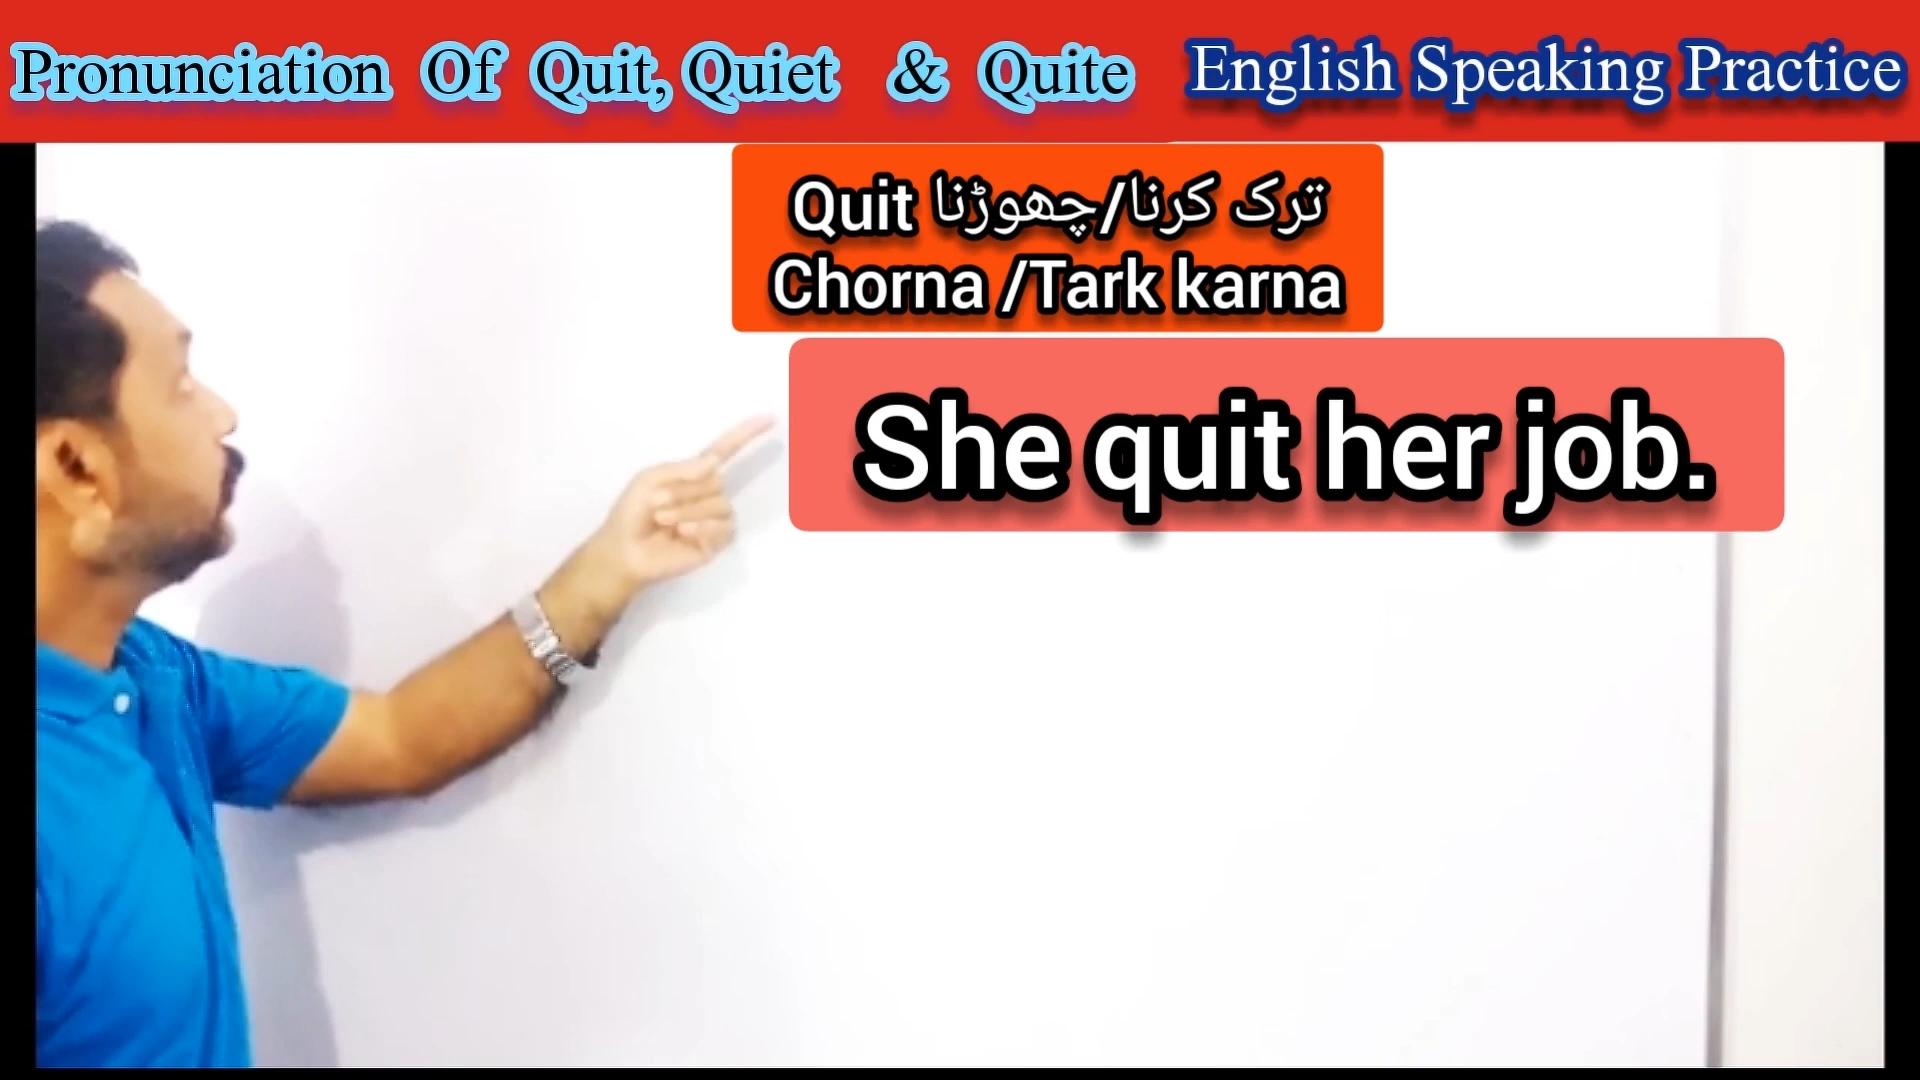 Pronunciation Of Quit, Quiet & Quite English Speaking Practice
Quit ترک کرنا/چھوڑنا
Chorna /Tark karna
She quit her job.